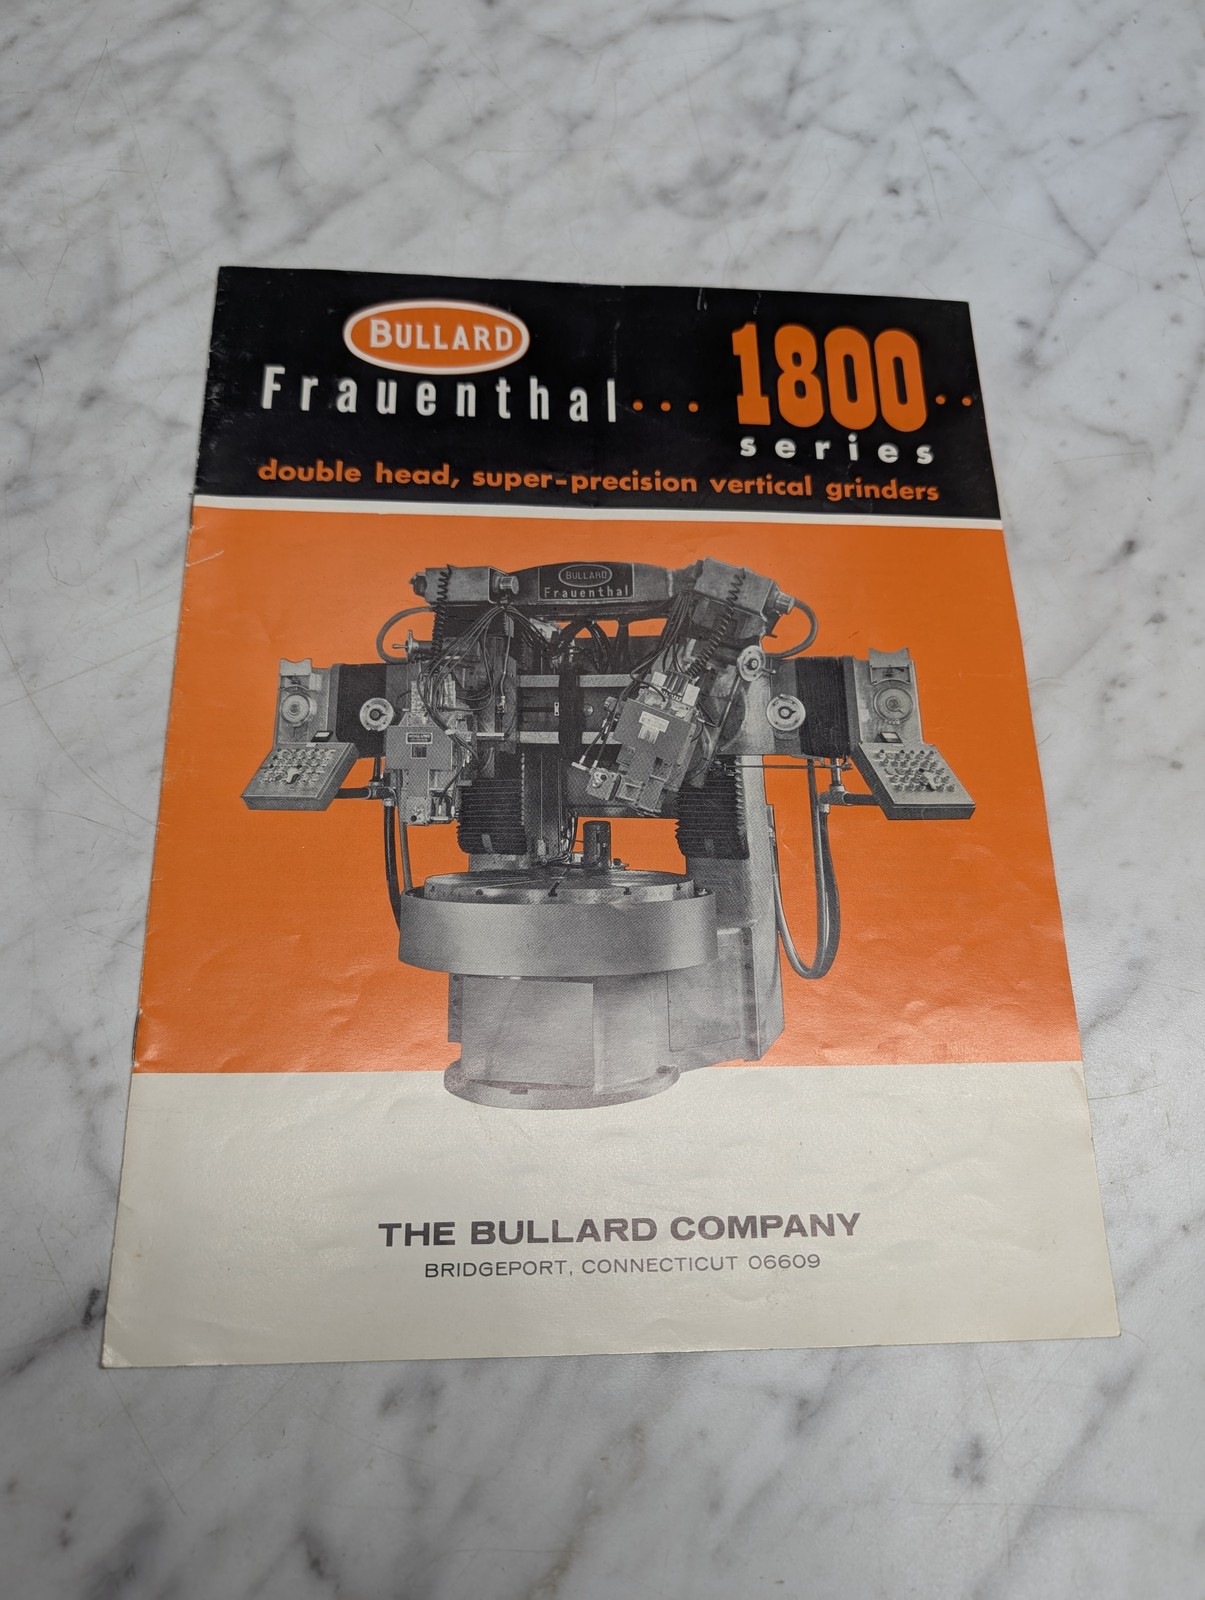 BULLARD
Frauenthal... 1800..
series
double head, super-precision vertical grinders
BULLARD
Frauenthal
THE BULLARD COMPANY
BRIDGEPORT, CONNECTICUT 06609